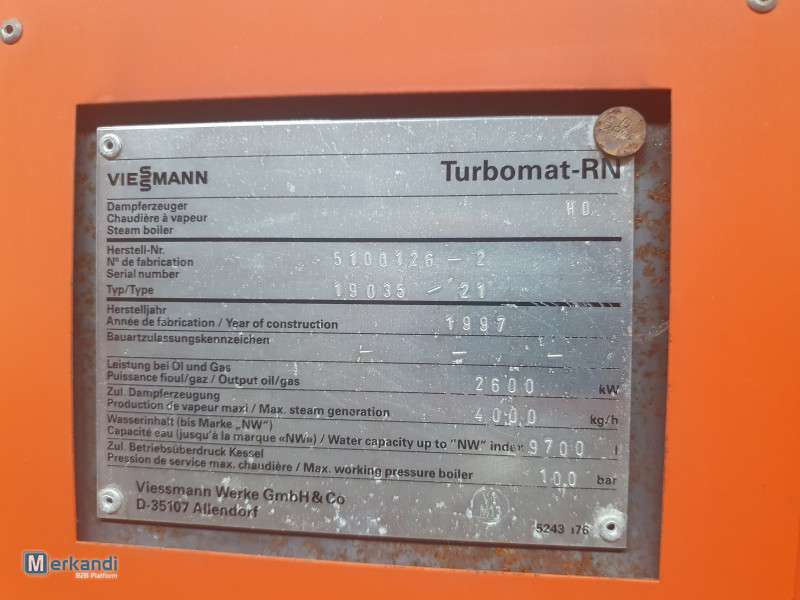 VIESSMANN Turbomat-RN
Dampferzeuger
Chaudière à vapeur HD
Steam boiler
Herstell-Nr.
N° de fabrication 5100126 - 2
Serial number
Typ/Type 19035 - 21
Herstelljahr
Année de fabrication / Year of construction 1997
Bauartzulassungskennzeichen
– – –
Leistung bei Öl und Gas
Puissance fioul/gaz / Output oil/gas 2600 kW
Zul. Dampferzeugung
Production de vapeur maxi / Max. steam generation 4000 kg/h
Wasserinhalt (bis Marke „NW")
Capacité eau (jusqu'a la marque «NW») / Water capacity up to "NW" index 9700 l
Zul. Betriebsüberdruck Kessel
Pression de service max. chaudière / Max. working pressure boiler 10,0 bar
Viessmann Werke GmbH & Co
D-35107 Allendorf
5243 176
Merkandi
B2B Platform